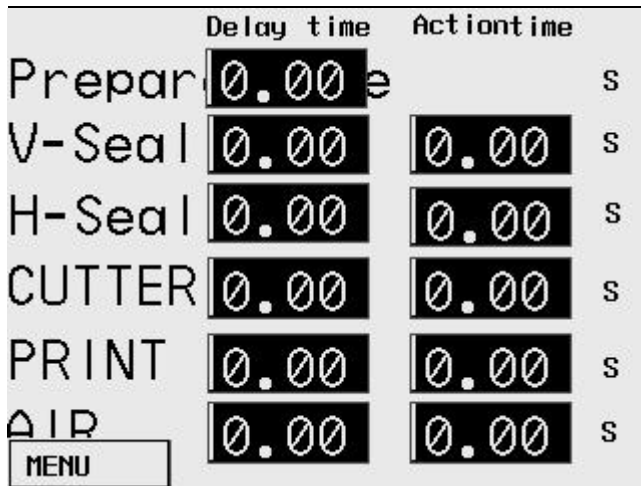 Delay time Actiontime
Prepar 0.00 e S
V-Seal 0.00 0.00 S
H-Seal 0.00 0.00 S
CUTTER 0.00 0.00 S
PRINT 0.00 0.00 S
AIR 0.00 0.00 S
MENU